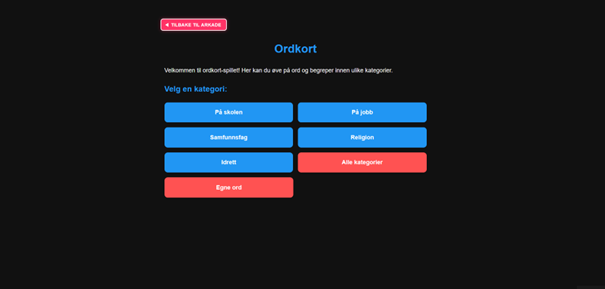 ◄ TILBAKE TIL ARKADE
Ordkort
Velkommen til ordkort-spillet! Her kan du øve på ord og begreper innen ulike kategorier.
Velg en kategori:
På skolen
På jobb
Samfunnsfag
Religion
Idrett
Alle kategorier
Egne ord